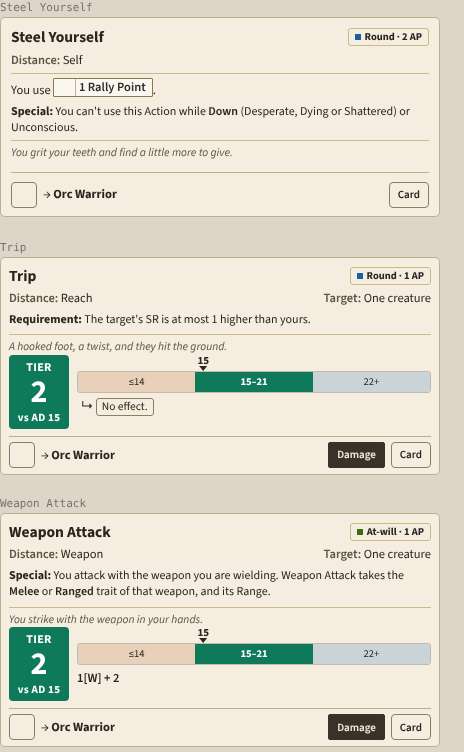 Steel Yourself
Steel Yourself
Round · 2 AP
Distance: Self
You use 1 Rally Point.
Special: You can't use this Action while Down (Desperate, Dying or Shattered) or
Unconscious.
You grit your teeth and find a little more to give.
→ Orc Warrior
Card
Trip
Trip
Round · 1 AP
Distance: Reach
Target: One creature
Requirement: The target's SR is at most 1 higher than yours.
A hooked foot, a twist, and they hit the ground.
TIER
2
vs AD 15
15
≤14
15–21
22+
↳ No effect.
→ Orc Warrior
Damage
Card
Weapon Attack
Weapon Attack
At-will · 1 AP
Distance: Weapon
Target: One creature
Special: You attack with the weapon you are wielding. Weapon Attack takes the
Melee or Ranged trait of that weapon, and its Range.
You strike with the weapon in your hands.
TIER
2
vs AD 15
15
≤14
15–21
22+
1[W] + 2
→ Orc Warrior
Damage
Card